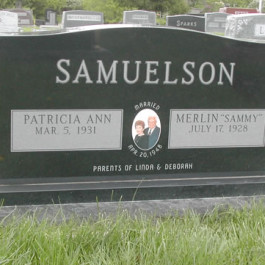 SPARKS
SAMUELSON
PATRICIA ANN
MAR. 5, 1931
MARRIED
APR. 20, 1948
MERLIN "SAMMY"
JULY 17, 1928
PARENTS OF LINDA & DEBORAH